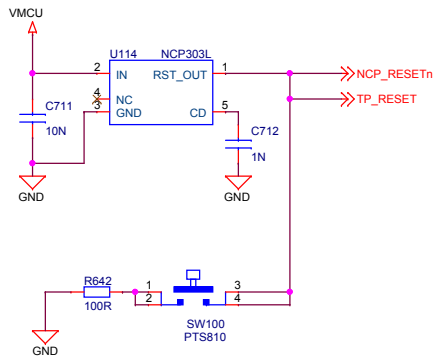 VMCU
U114 NCP303L
2 IN RST_OUT 1
NCP_RESETn
TP_RESET
4 NC
3 GND CD 5
C711
10N
C712
1N
GND
GND
R642
100R
1 3
2 4
SW100
PTS810
GND